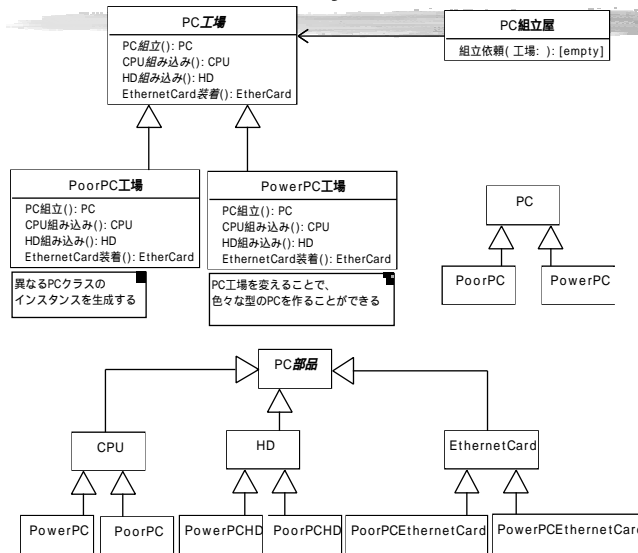 PC工場
PC組立(): PC
CPU組み込み(): CPU
HD組み込み(): HD
EthernetCard装着(): EtherCard
PC組立屋
組立依頼( 工場: ): [empty]
PoorPC工場
PC組立(): PC
CPU組み込み(): CPU
HD組み込み(): HD
EthernetCard装着(): EtherCard
PowerPC工場
PC組立(): PC
CPU組み込み(): CPU
HD組み込み(): HD
EthernetCard装着(): EtherCard
異なるPCクラスの
インスタンスを生成する
PC工場を変えることで、
色々な型のPCを作ることができる
PC
PoorPC
PowerPC
PC部品
CPU
HD
EthernetCard
PowerPC
PoorPC
PowerPCHD
PoorPCHD
PoorPCEthernetCard
PowerPCEthernetCard